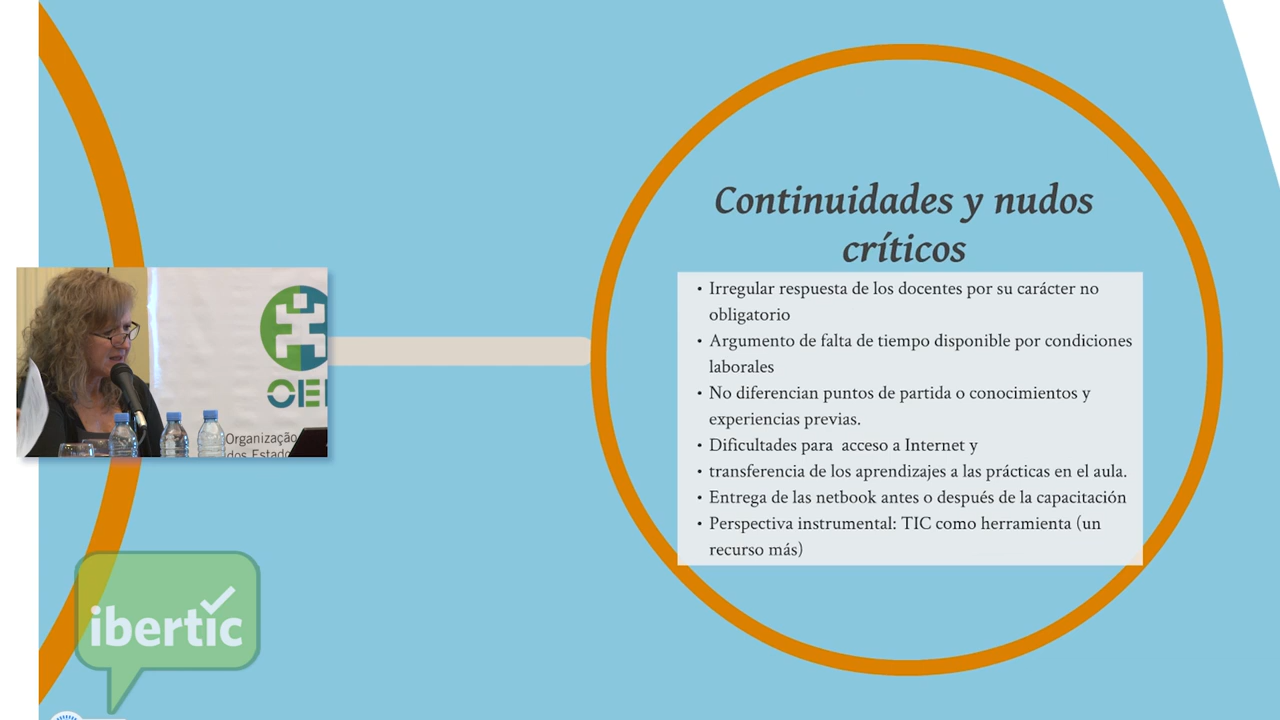 Continuidades y nudos
críticos
• Irregular respuesta de los docentes por su carácter no
obligatorio
• Argumento de falta de tiempo disponible por condiciones
laborales
• No diferencian puntos de partida o conocimientos y
experiencias previas.
• Dificultades para  acceso a Internet y
• transferencia de los aprendizajes a las prácticas en el aula.
• Entrega de las netbook antes o después de la capacitación
• Perspectiva instrumental: TIC como herramienta (un
recurso más)
OEI
Organização
dos Estado
ibertic